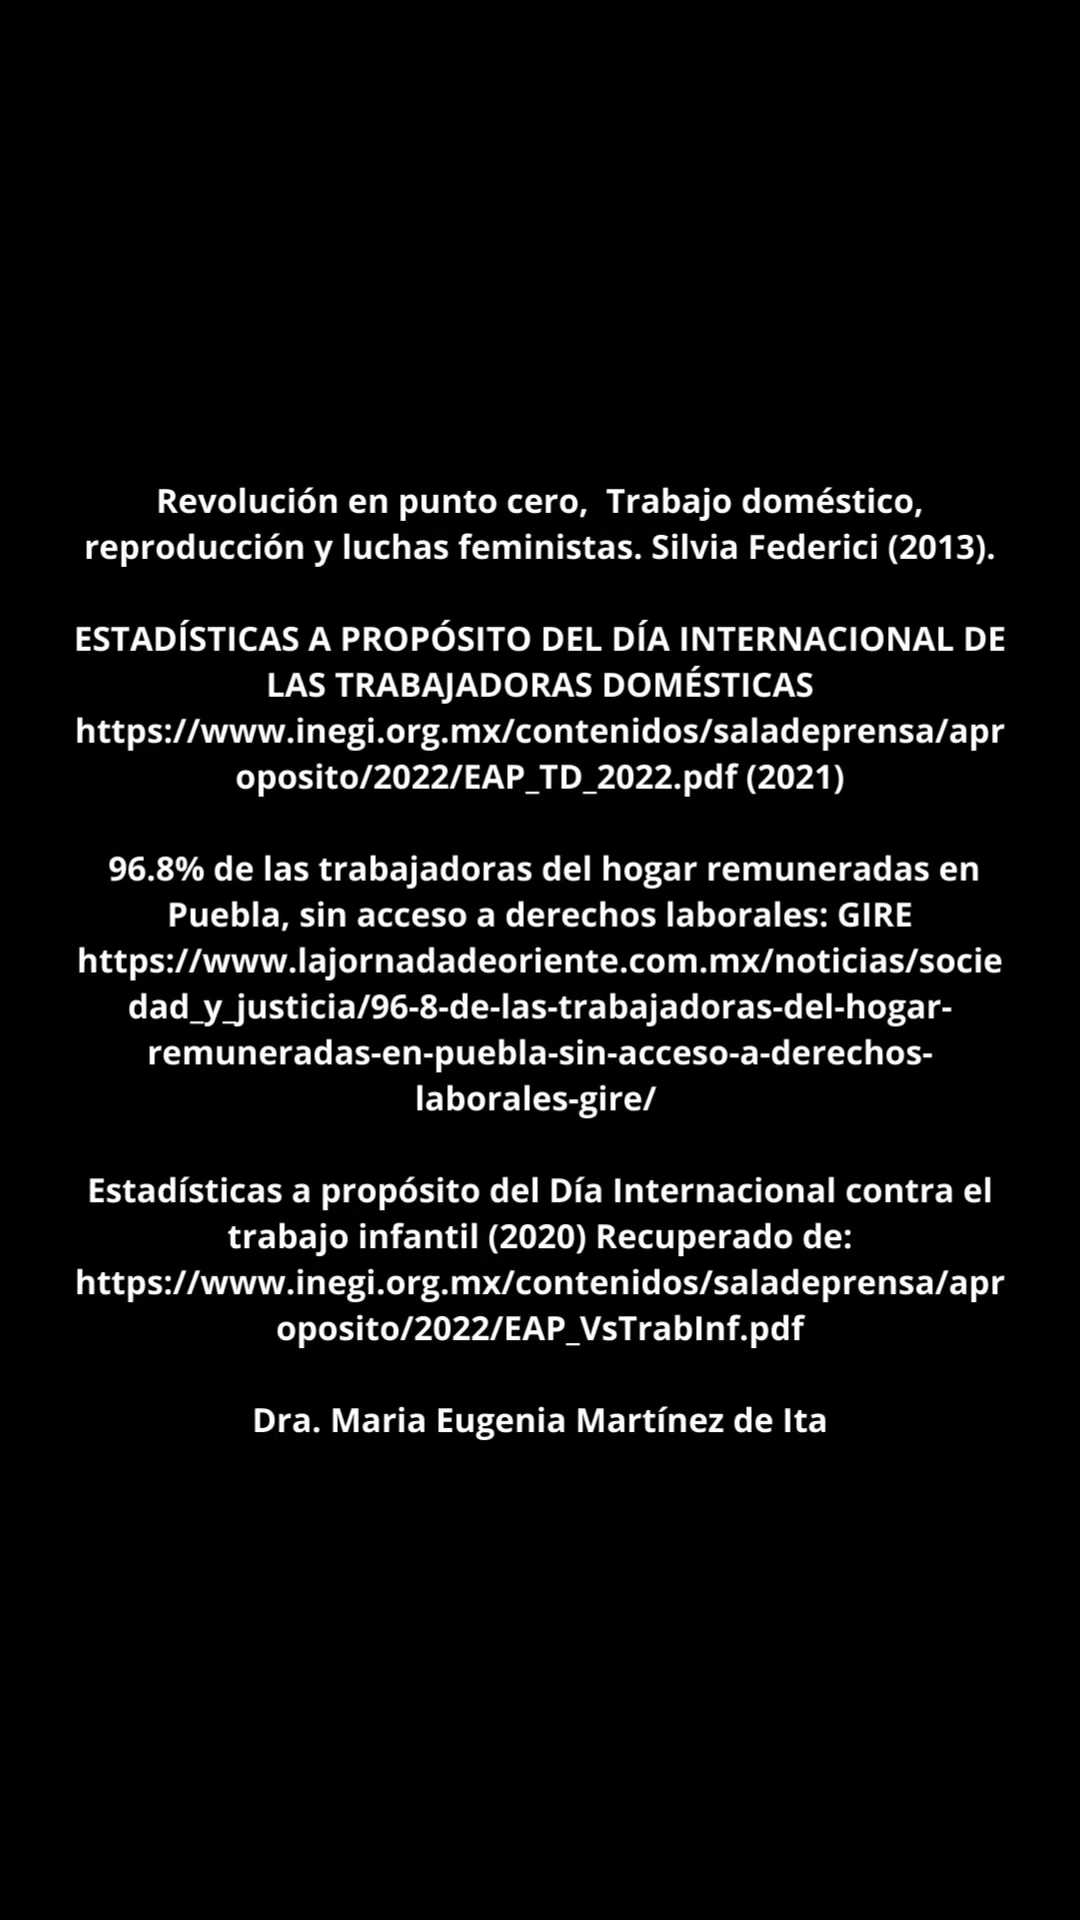 Revolución en punto cero,  Trabajo doméstico,
reproducción y luchas feministas. Silvia Federici (2013).
ESTADÍSTICAS A PROPÓSITO DEL DÍA INTERNACIONAL DE
LAS TRABAJADORAS DOMÉSTICAS
https://www.inegi.org.mx/contenidos/saladeprensa/apr
oposito/2022/EAP_TD_2022.pdf (2021)
96.8% de las trabajadoras del hogar remuneradas en
Puebla, sin acceso a derechos laborales: GIRE
https://www.lajornadadeoriente.com.mx/noticias/socie
dad_y_justicia/96-8-de-las-trabajadoras-del-hogar-
remuneradas-en-puebla-sin-acceso-a-derechos-
laborales-gire/
Estadísticas a propósito del Día Internacional contra el
trabajo infantil (2020) Recuperado de:
https://www.inegi.org.mx/contenidos/saladeprensa/apr
oposito/2022/EAP_VsTrabInf.pdf
Dra. Maria Eugenia Martínez de Ita